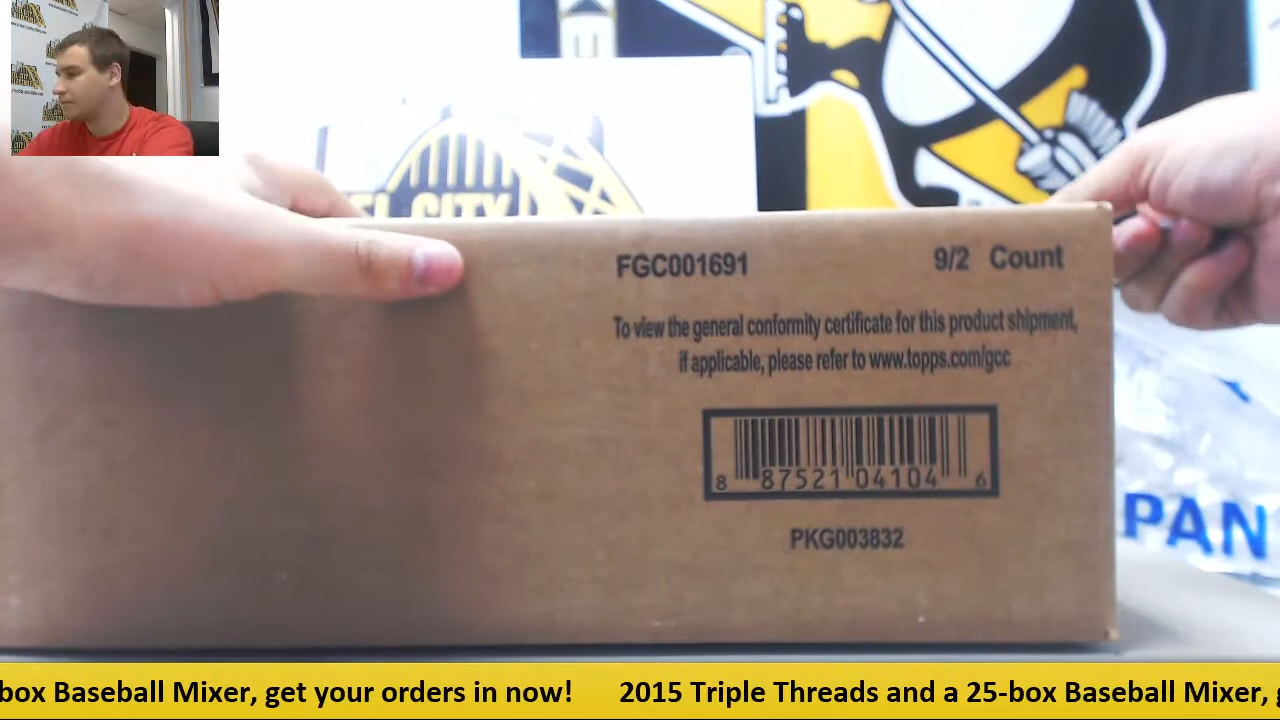 EL CITY
FGC001691
9/2 Count
To view the general conformity certificate for this product shipment,
if applicable, please refer to www.topps.com/gcc
8 87521 04104 6
PKG003832
PAN
box Baseball Mixer, get your orders in now! 2015 Triple Threads and a 25-box Baseball Mixer, g